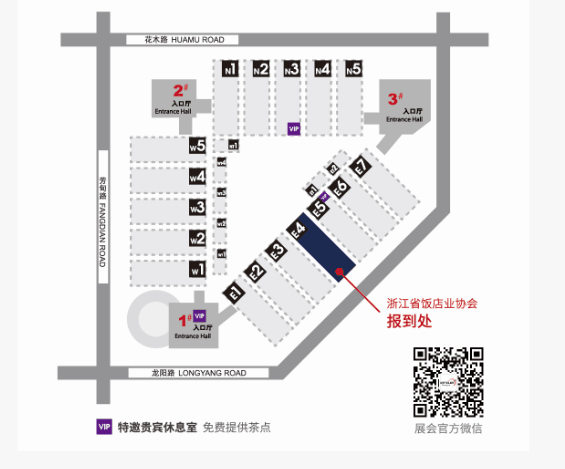 花木路 HUAMU ROAD
N1
N2
N3
N4
N5
2#
入口厅
Entrance Hall
3#
入口厅
Entrance Hall
VIP
W5
W4
W3
W2
W1
芳甸路 FANGDIAN ROAD
E7
E6
E5
E4
E3
E2
E1
VIP
浙江省饭店业协会
报到处
1#
VIP
入口厅
Entrance Hall
龙阳路 LONGYANG ROAD
VIP 特邀贵宾休息室 免费提供茶点
展会官方微信